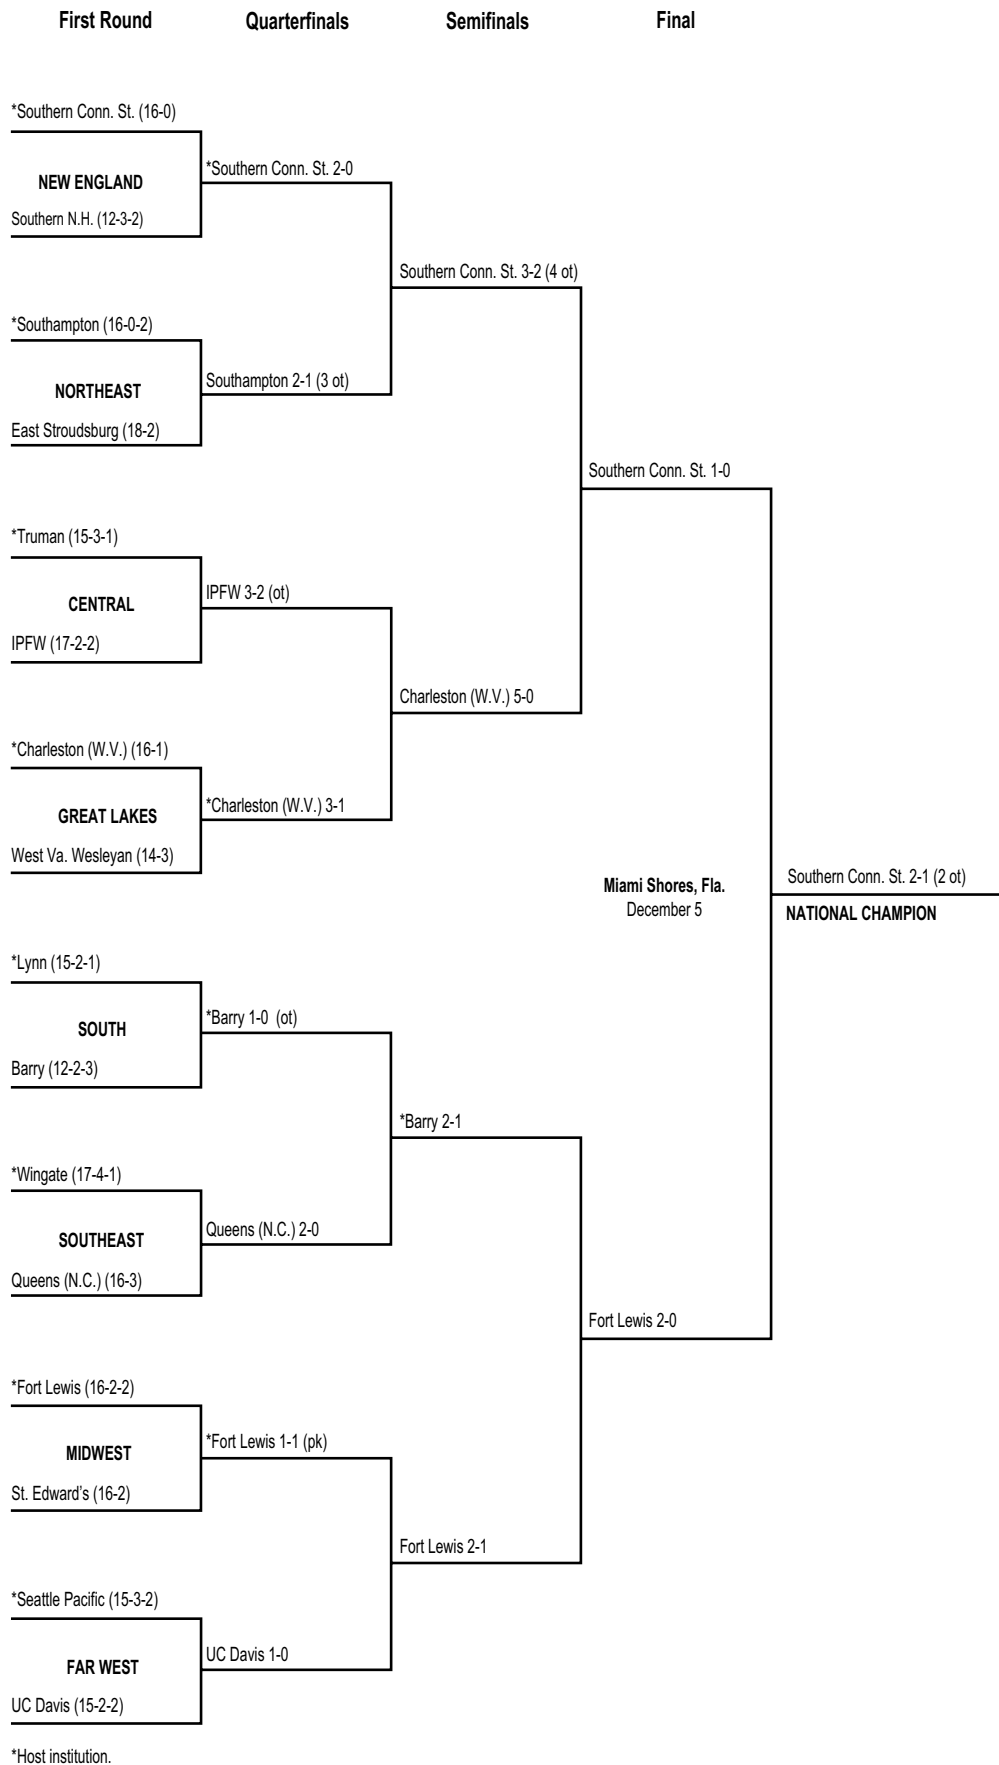 First Round
Quarterfinals
Semifinals
Final
*Southern Conn. St. (16-0)
*Southern Conn. St. 2-0
NEW ENGLAND
Southern N.H. (12-3-2)
Southern Conn. St. 3-2 (4 ot)
*Southampton (16-0-2)
Southampton 2-1 (3 ot)
NORTHEAST
East Stroudsburg (18-2)
Southern Conn. St. 1-0
*Truman (15-3-1)
IPFW 3-2 (ot)
CENTRAL
IPFW (17-2-2)
Charleston (W.V.) 5-0
*Charleston (W.V.) (16-1)
*Charleston (W.V.) 3-1
GREAT LAKES
West Va. Wesleyan (14-3)
Southern Conn. St. 2-1 (2 ot)
Miami Shores, Fla.
December 5
NATIONAL CHAMPION
*Lynn (15-2-1)
*Barry 1-0  (ot)
SOUTH
Barry (12-2-3)
*Barry 2-1
*Wingate (17-4-1)
Queens (N.C.) 2-0
SOUTHEAST
Queens (N.C.) (16-3)
Fort Lewis 2-0
*Fort Lewis (16-2-2)
*Fort Lewis 1-1 (pk)
MIDWEST
St. Edward’s (16-2)
Fort Lewis 2-1
*Seattle Pacific (15-3-2)
UC Davis 1-0
FAR WEST
UC Davis (15-2-2)
*Host institution.